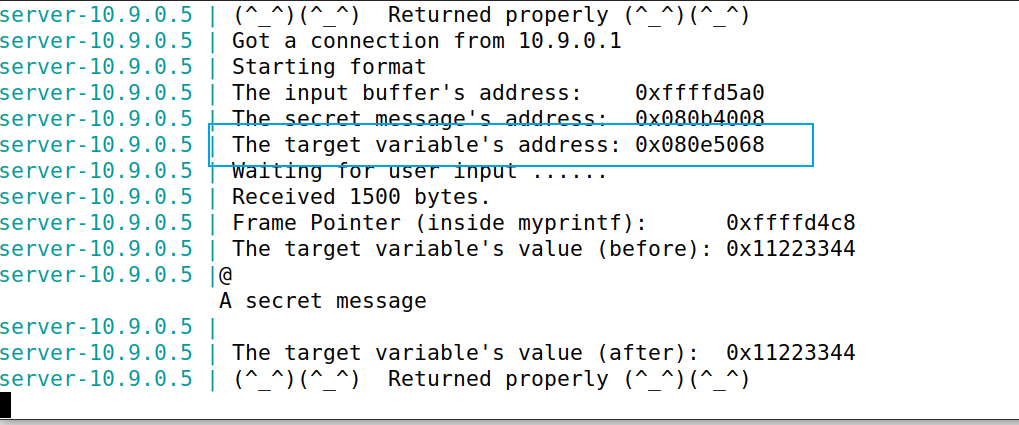 server-10.9.0.5 | (^_^)(^_^)  Returned properly (^_^)(^_^)
server-10.9.0.5 | Got a connection from 10.9.0.1
server-10.9.0.5 | Starting format
server-10.9.0.5 | The input buffer's address:    0xffffd5a0
server-10.9.0.5 | The secret message's address:  0x080b4008
server-10.9.0.5 | The target variable's address: 0x080e5068
server-10.9.0.5 | Waiting for user input ......
server-10.9.0.5 | Received 1500 bytes.
server-10.9.0.5 | Frame Pointer (inside myprintf):      0xffffd4c8
server-10.9.0.5 | The target variable's value (before): 0x11223344
server-10.9.0.5 |@
A secret message
server-10.9.0.5 |
server-10.9.0.5 | The target variable's value (after):  0x11223344
server-10.9.0.5 | (^_^)(^_^)  Returned properly (^_^)(^_^)